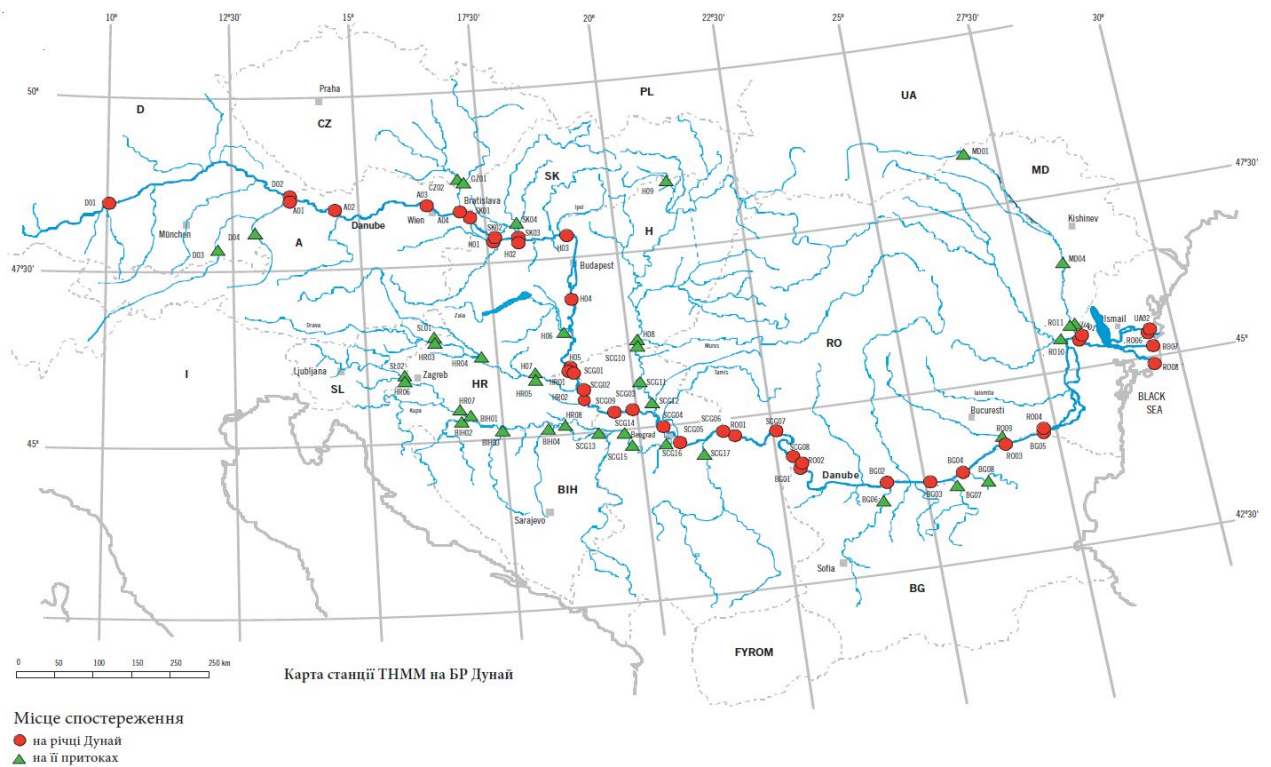 10°
12°30'
15°
17°30'
20°
22°30'
25°
27°30'
30°
50°
D
Praha
CZ
PL
UA
MD01
MD
47°30'
CZ02
CZ01
SK
H09
D02
D01
A01
A02
A03
Bratislava
SK01
A04
Wien
SK04
Ipel
Kishinev
München
D04
D03
A
Danube
SK02
SK03
H01
H02
H03
H
47°30'
Budapest
MD04
H04
Zala
Drava
SL01
HR03
HR04
H06
H08
SCG10
Mures
RO
RO11
RO10
Ismail
UA02
RO06
RO07
RO08
45°
I
Ljubljana
SL
SL02
HR06
Zagreb
HR
H07
HR05
H05
HR01
HR02
SCG01
SCG02
SCG09
SCG03
SCG11
SCG12
Tamis
Ialomita
BLACK
SEA
Kupa
HR07
BIH01
BIH02
BIH03
HR08
BIH04
SCG13
SCG14
SCG15
Beograd
SCG04
SCG05
SCG16
SCG17
SCG06
RO01
SCG07
SCG08
RO02
BG01
Bucuresti
RO09
RO04
BG05
RO03
45°
BIH
Danube
BG02
BG06
BG03
BG04
BG08
BG07
Sarajevo
42°30'
Sofia
BG
FYROM
0 50 100 150 250 250 km
Карта станції ТНММ на БР Дунай
Місце спостереження
на річці Дунай
на її притоках